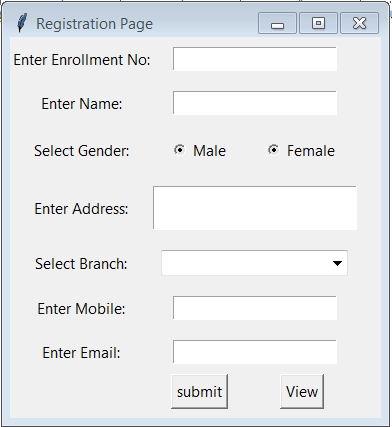 Registration Page
Enter Enrollment No:
Enter Name:
Select Gender: Male Female
Enter Address:
Select Branch:
Enter Mobile:
Enter Email:
submit View